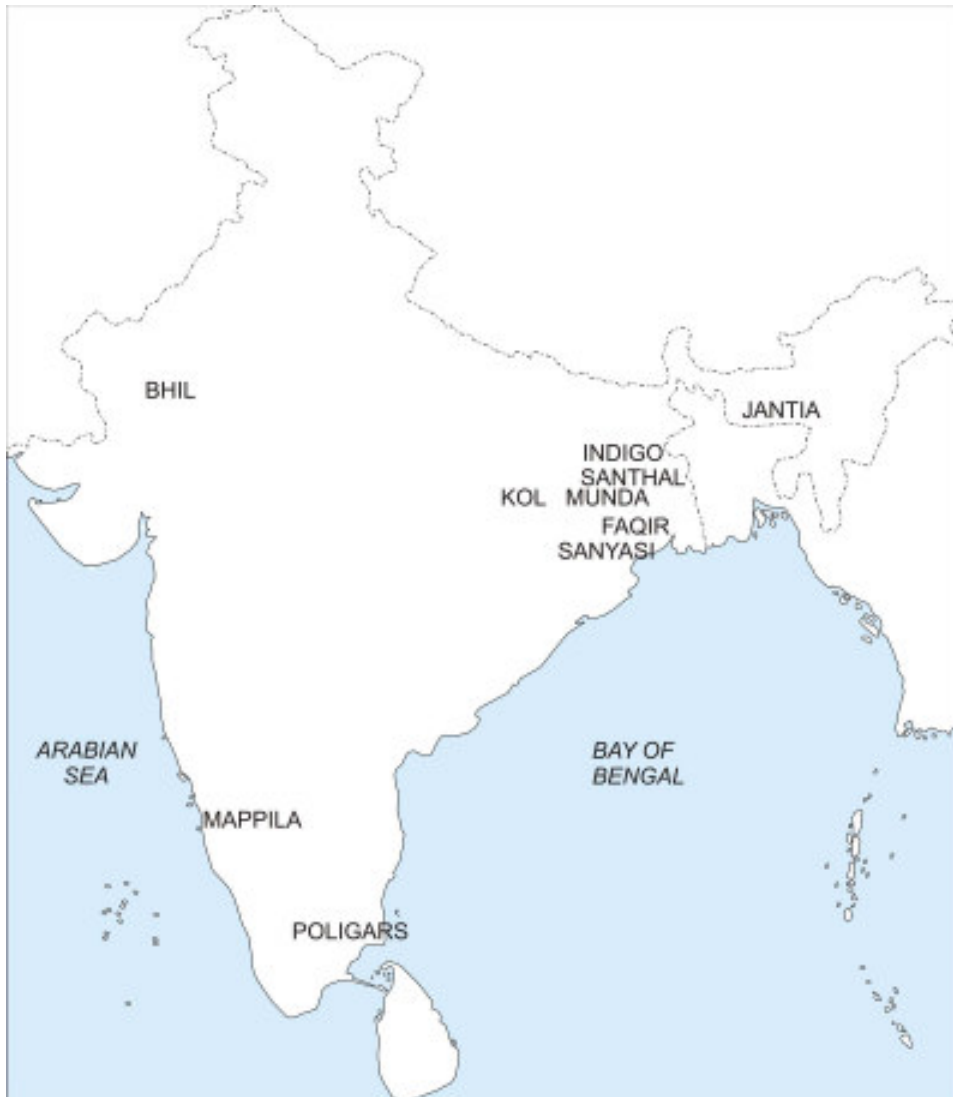 BHIL
JANTIA
INDIGO
SANTHAL
KOL MUNDA
FAQIR
SANYASI
ARABIAN
SEA
BAY OF
BENGAL
MAPPILA
POLIGARS